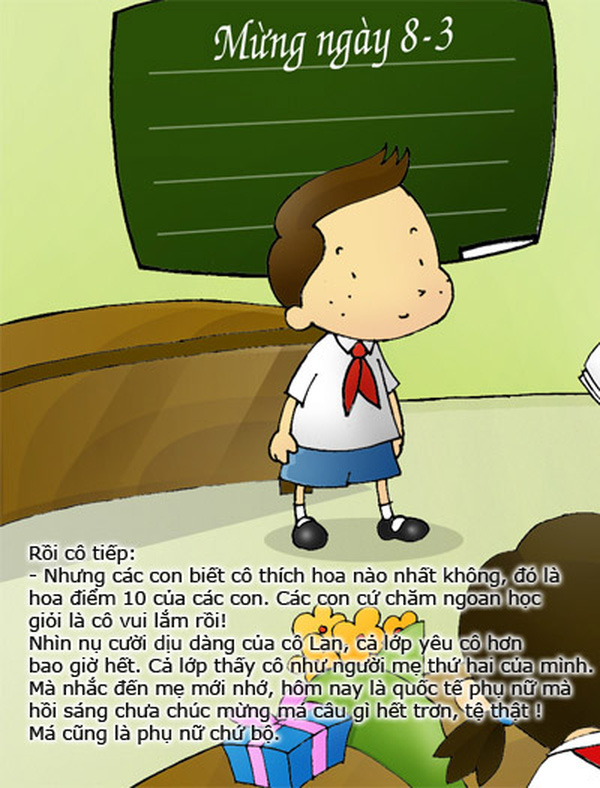 Mừng ngày 8-3
Rồi cô tiếp:
- Nhưng các con biết cô thích hoa nào nhất không, đó là
hoa điểm 10 của các con. Các con cứ chăm ngoan học
giỏi là cô vui lắm rồi!
Nhìn nụ cười dịu dàng của cô Lan, cả lớp yêu cô hơn
bao giờ hết. Cả lớp thấy cô như người mẹ thứ hai của mình.
Mà nhắc đến mẹ mới nhớ, hôm nay là quốc tế phụ nữ mà
hồi sáng chưa chúc mừng má câu gì hết trơn, tệ thật !
Má cũng là phụ nữ chứ bộ.